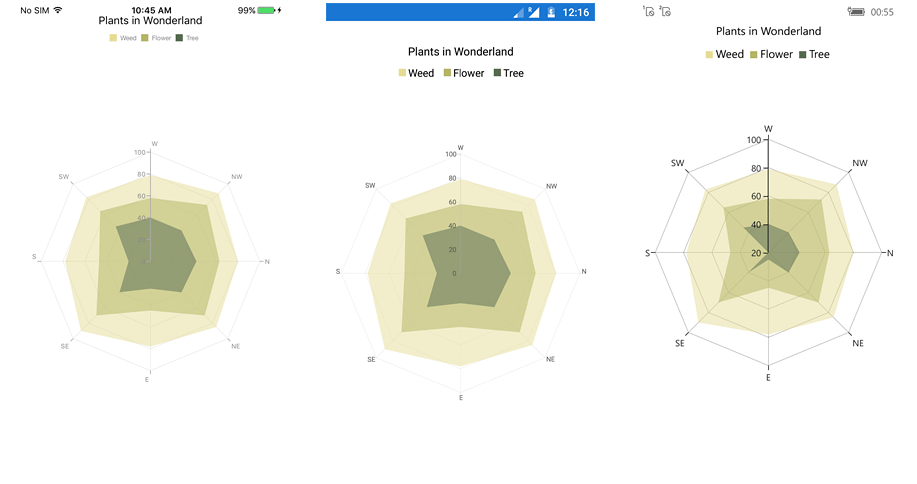 No SIM 10:45 AM 99%
Plants in Wonderland
Weed Flower Tree
W
100
SW NW
80
60
40
S N
SE NE
E
12:16
Plants in Wonderland
Weed Flower Tree
W
100
SW NW
80
60
40
20
S 0 N
SE NE
E
1 2 00:55
Plants in Wonderland
Weed Flower Tree
W
100
SW NW
80
60
40
S 20 N
SE NE
E